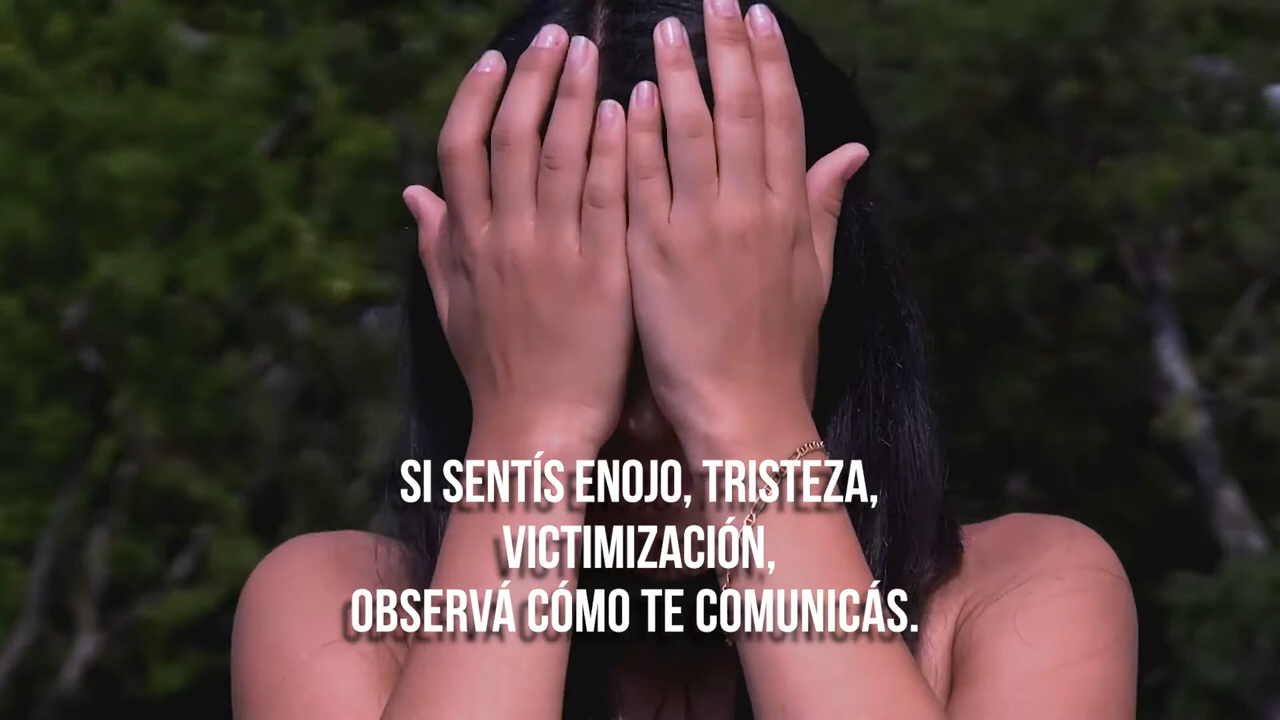 SI SENTÍS ENOJO, TRISTEZA,
VICTIMIZACIÓN,
OBSERVÁ CÓMO TE COMUNICÁS.